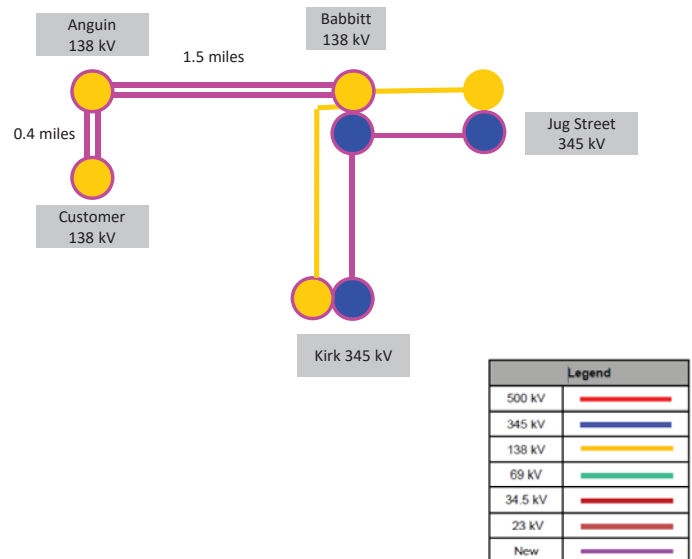 Anguin
138 kV
Babbitt
138 kV
1.5 miles
0.4 miles
Jug Street
345 kV
Customer
138 kV
Kirk 345 kV
Legend
500 kV
345 kV
138 kV
69 kV
34.5 kV
23 kV
New